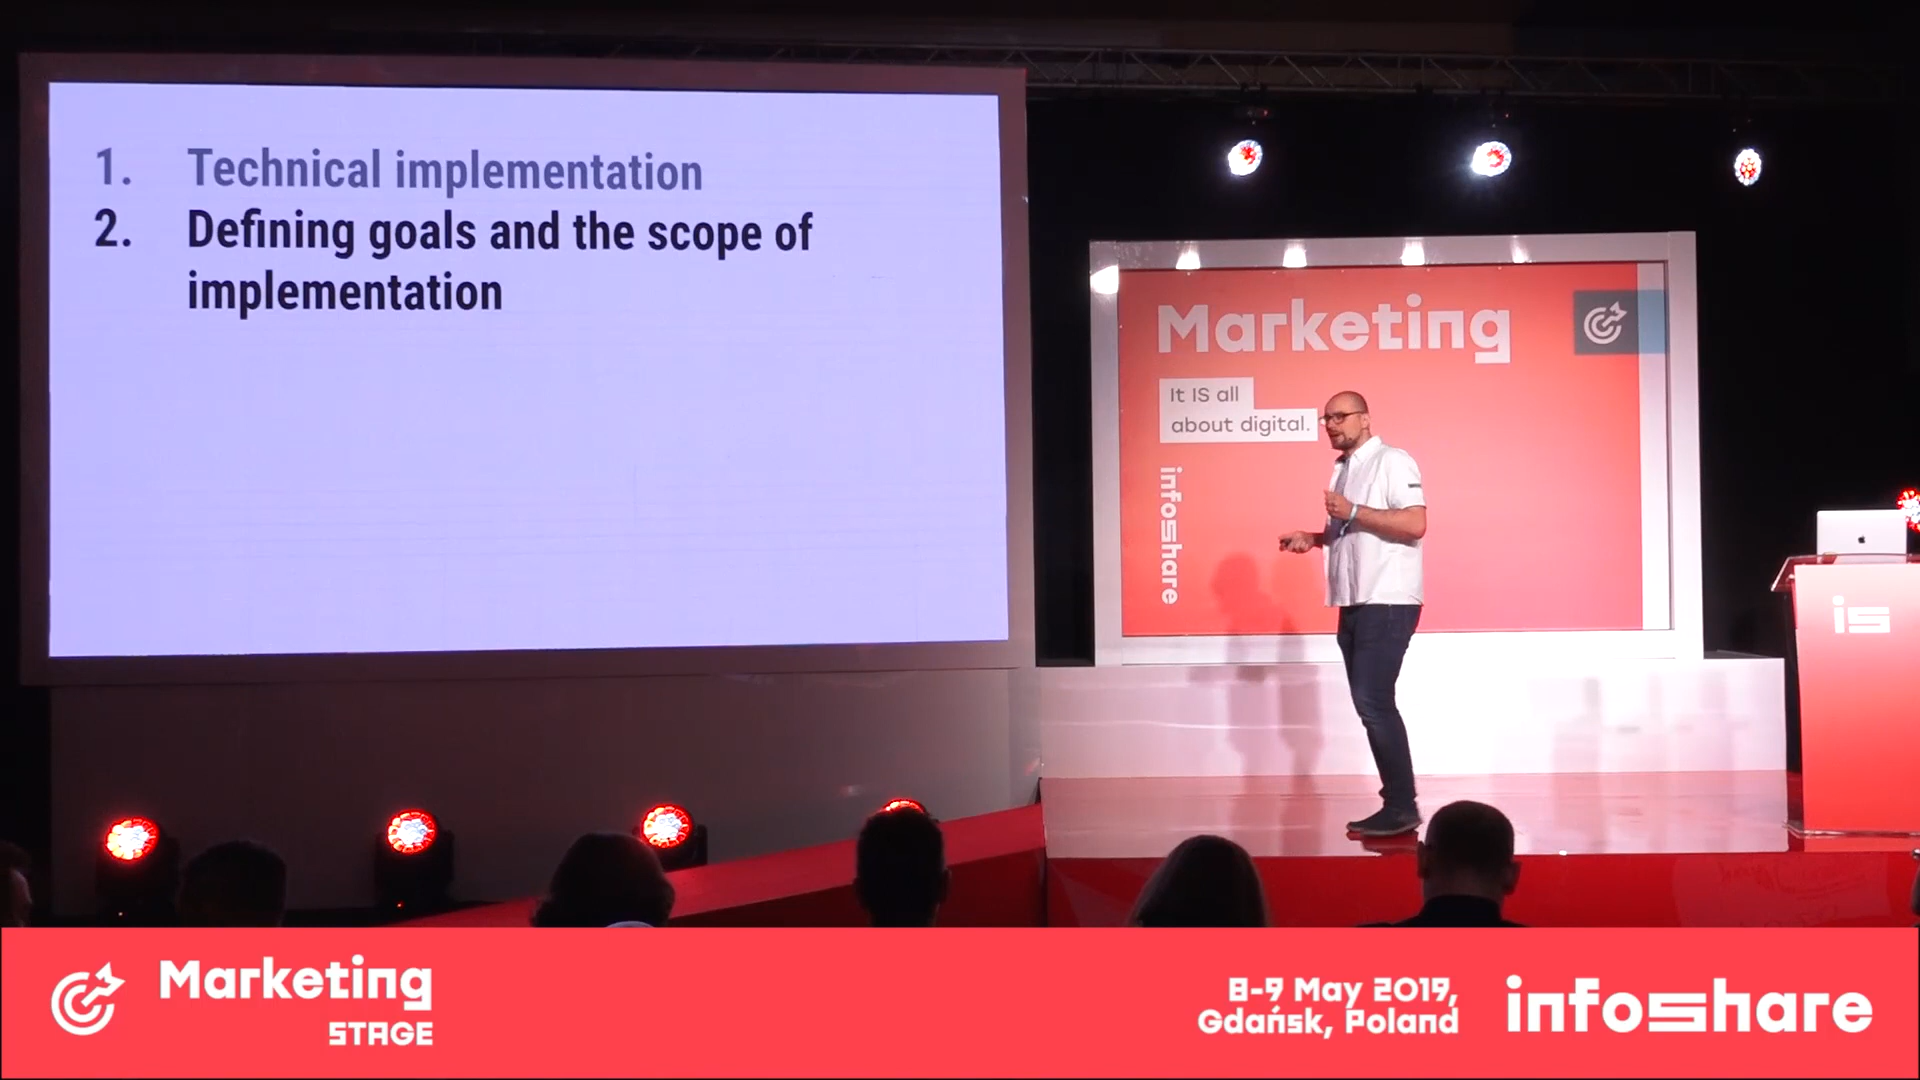 1. Technical implementation
2. Defining goals and the scope of
implementation
Marketing
It IS all
about digital.
infoshare
is
Marketing
STAGE
8-9 May 2019,
Gdańsk, Poland
infoshare